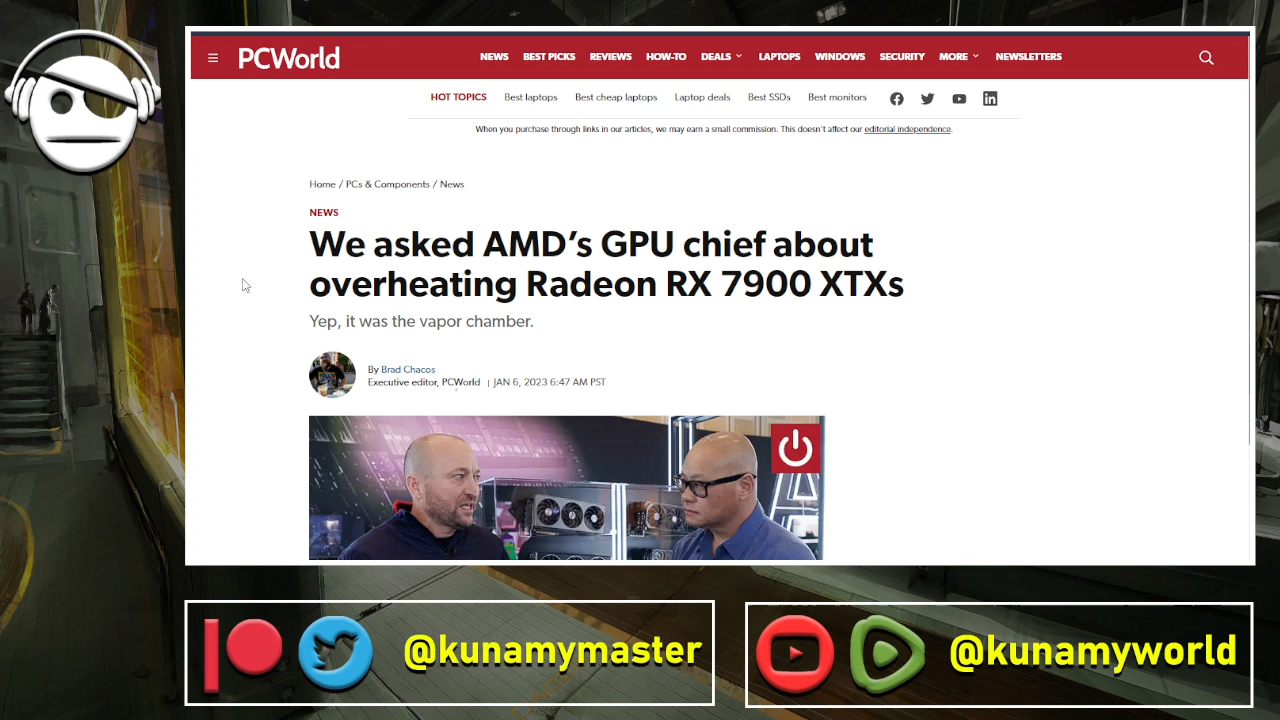 PCWorld
NEWS BEST PICKS REVIEWS HOW-TO DEALS LAPTOPS WINDOWS SECURITY MORE NEWSLETTERS
HOT TOPICS Best laptops Best cheap laptops Laptop deals Best SSDs Best monitors
When you purchase through links in our articles, we may earn a small commission. This doesn't affect our editorial independence.
Home / PCs & Components / News
NEWS
We asked AMD's GPU chief about
overheating Radeon RX 7900 XTXs
Yep, it was the vapor chamber.
By Brad Chacos
Executive editor, PCWorld | JAN 6, 2023 6:47 AM PST
@kunamymaster
@kunamyworld